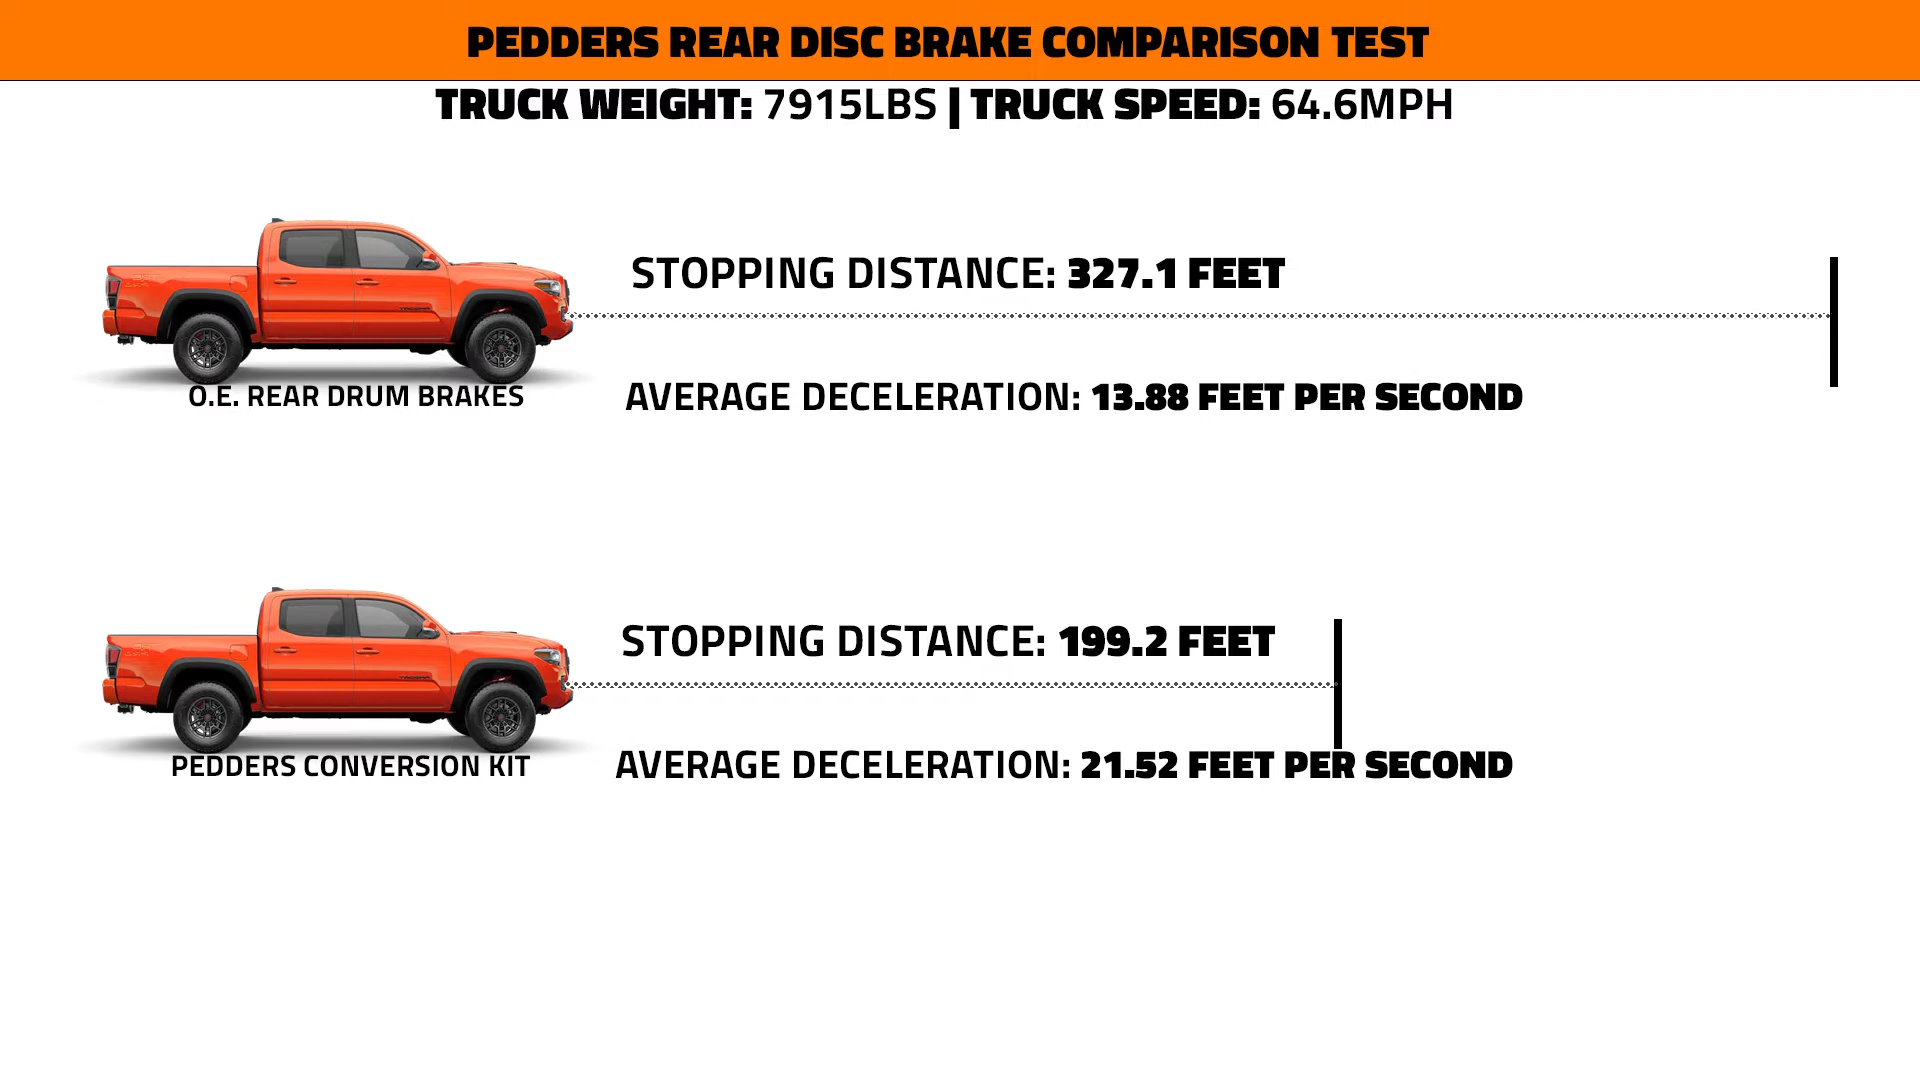 PEDDERS REAR DISC BRAKE COMPARISON TEST
TRUCK WEIGHT: 7915LBS | TRUCK SPEED: 64.6MPH
STOPPING DISTANCE: 327.1 FEET
O.E. REAR DRUM BRAKES
AVERAGE DECELERATION: 13.88 FEET PER SECOND
STOPPING DISTANCE: 199.2 FEET
PEDDERS CONVERSION KIT
AVERAGE DECELERATION: 21.52 FEET PER SECOND